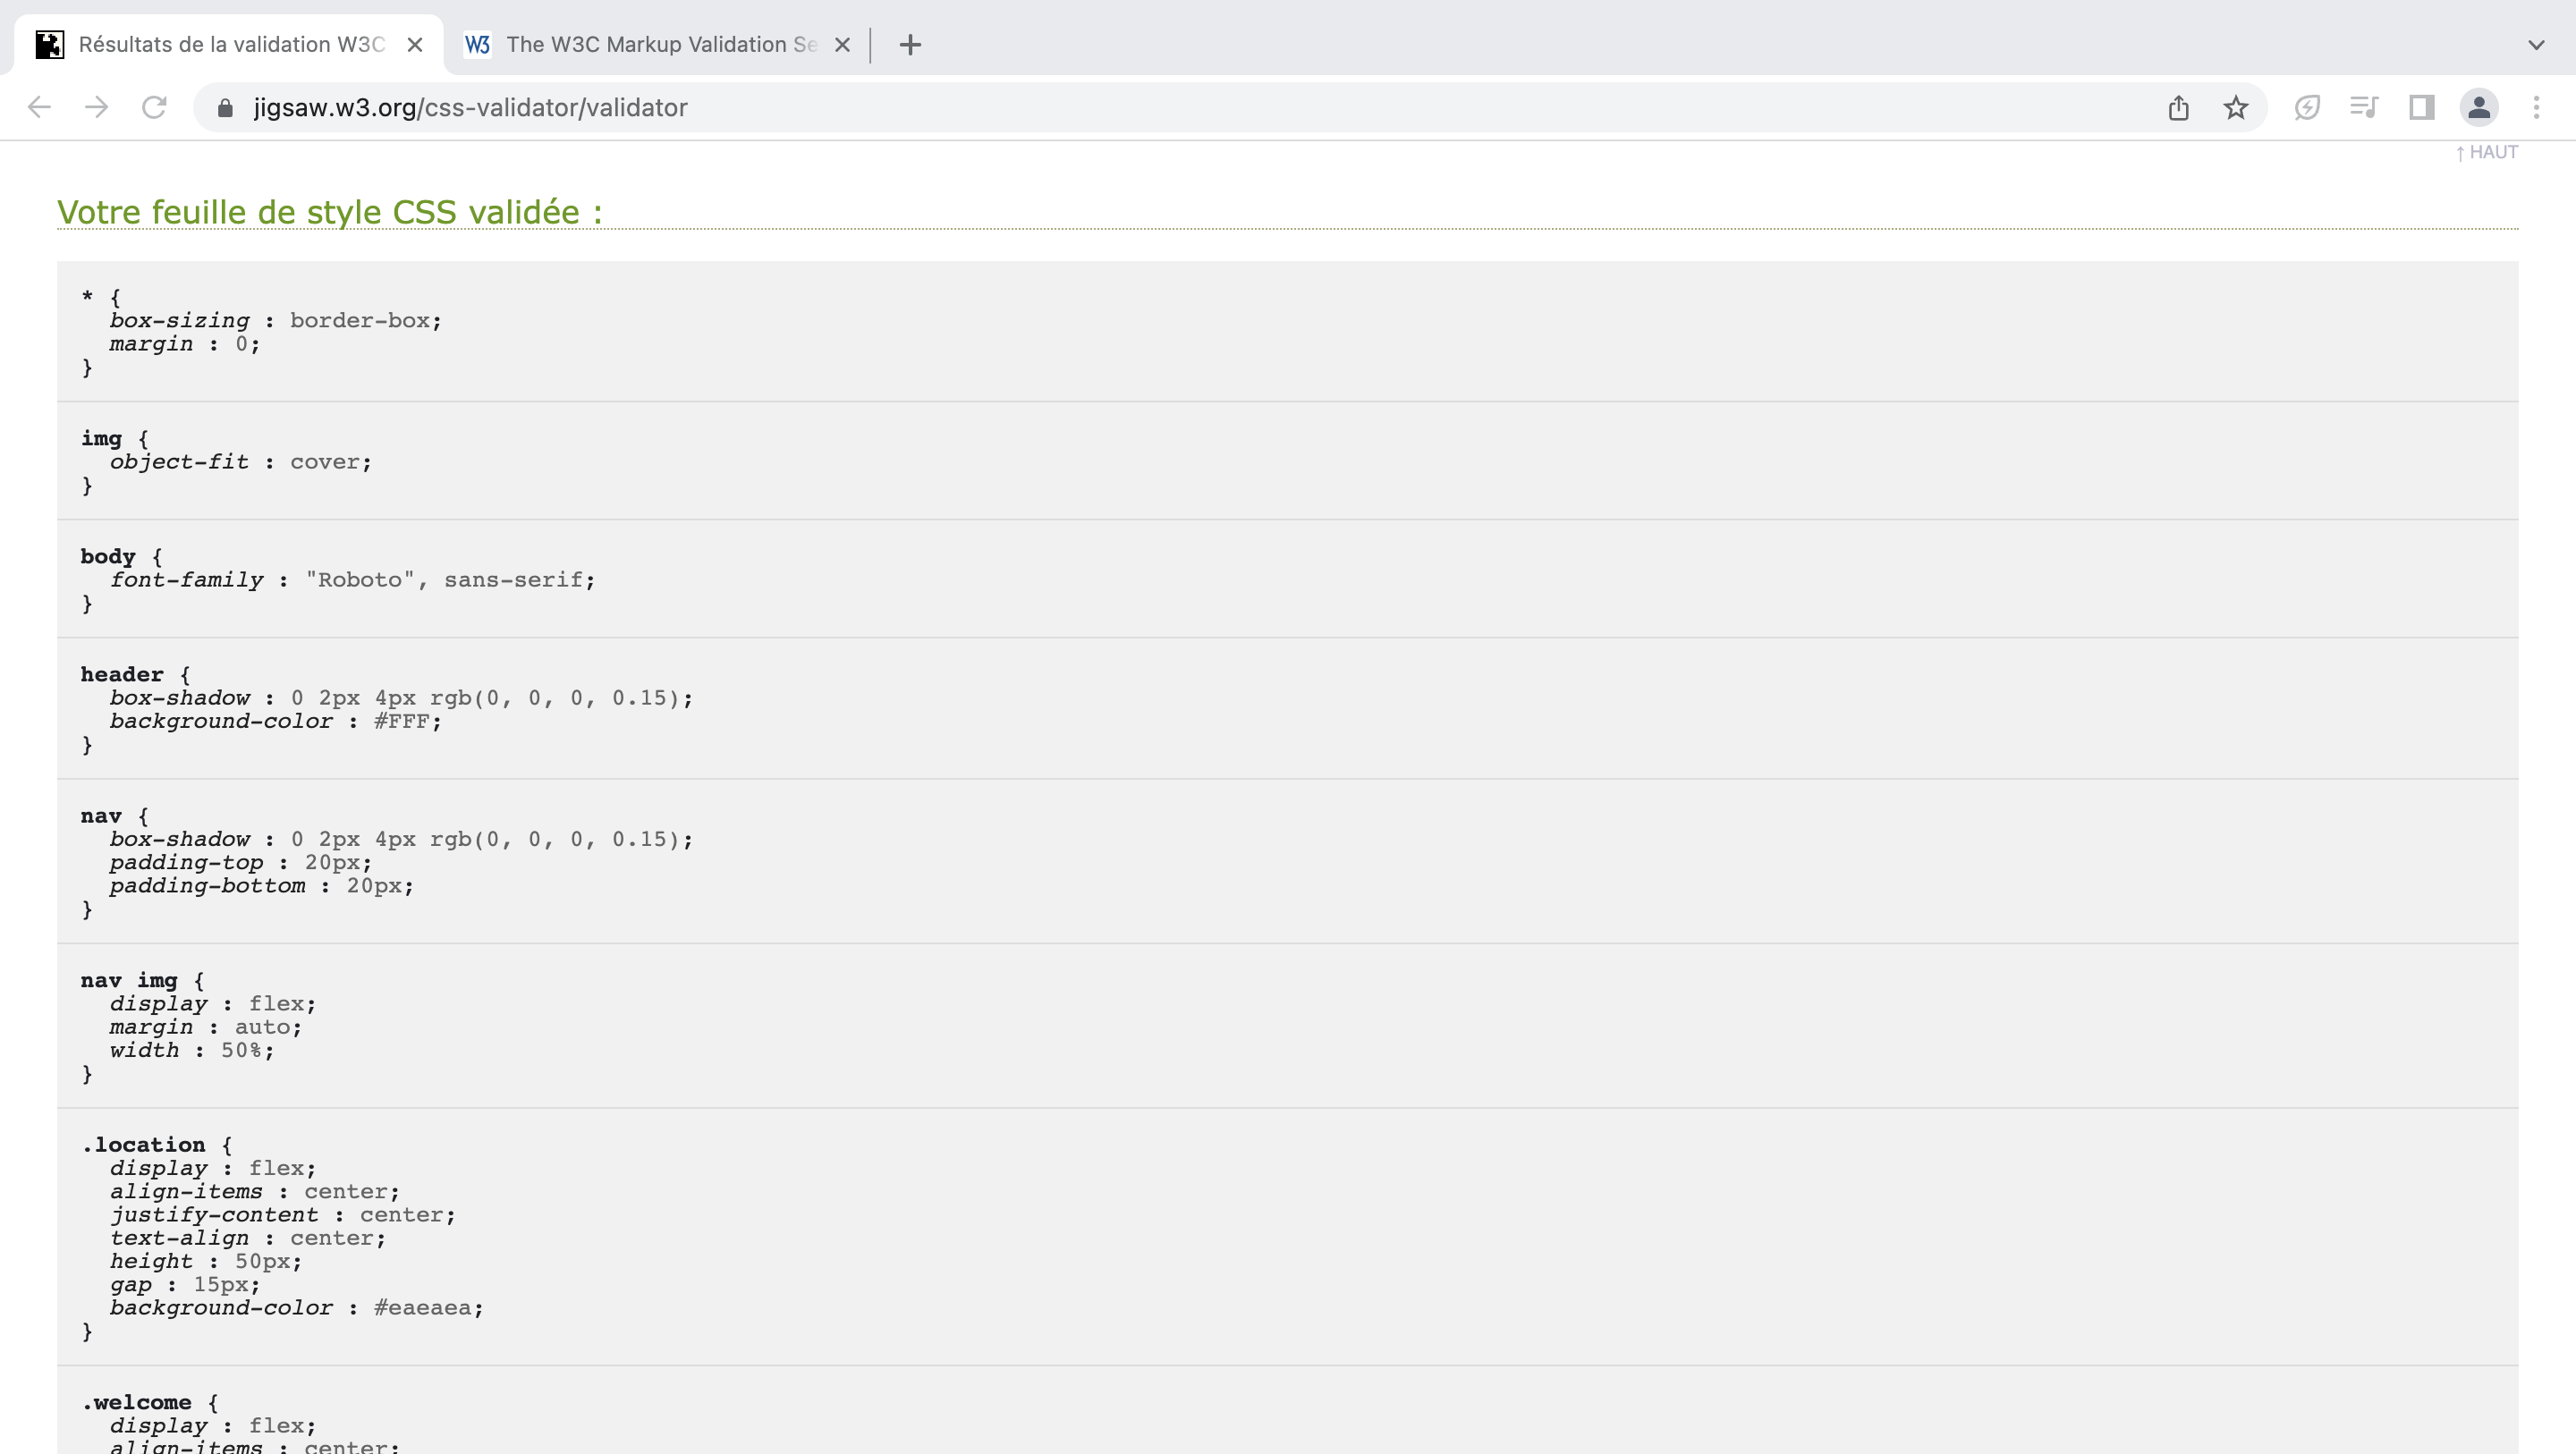 Résultats de la validation W3C
The W3C Markup Validation Se
jigsaw.w3.org/css-validator/validator
↑ HAUT
Votre feuille de style CSS validée :
* {
box-sizing : border-box;
margin : 0;
}
img {
object-fit : cover;
}
body {
font-family : "Roboto", sans-serif;
}
header {
box-shadow : 0 2px 4px rgb(0, 0, 0, 0.15);
background-color : #FFF;
}
nav {
box-shadow : 0 2px 4px rgb(0, 0, 0, 0.15);
padding-top : 20px;
padding-bottom : 20px;
}
nav img {
display : flex;
margin : auto;
width : 50%;
}
.location {
display : flex;
align-items : center;
justify-content : center;
text-align : center;
height : 50px;
gap : 15px;
background-color : #eaeaea;
}
.welcome {
display : flex;
align-items : center;